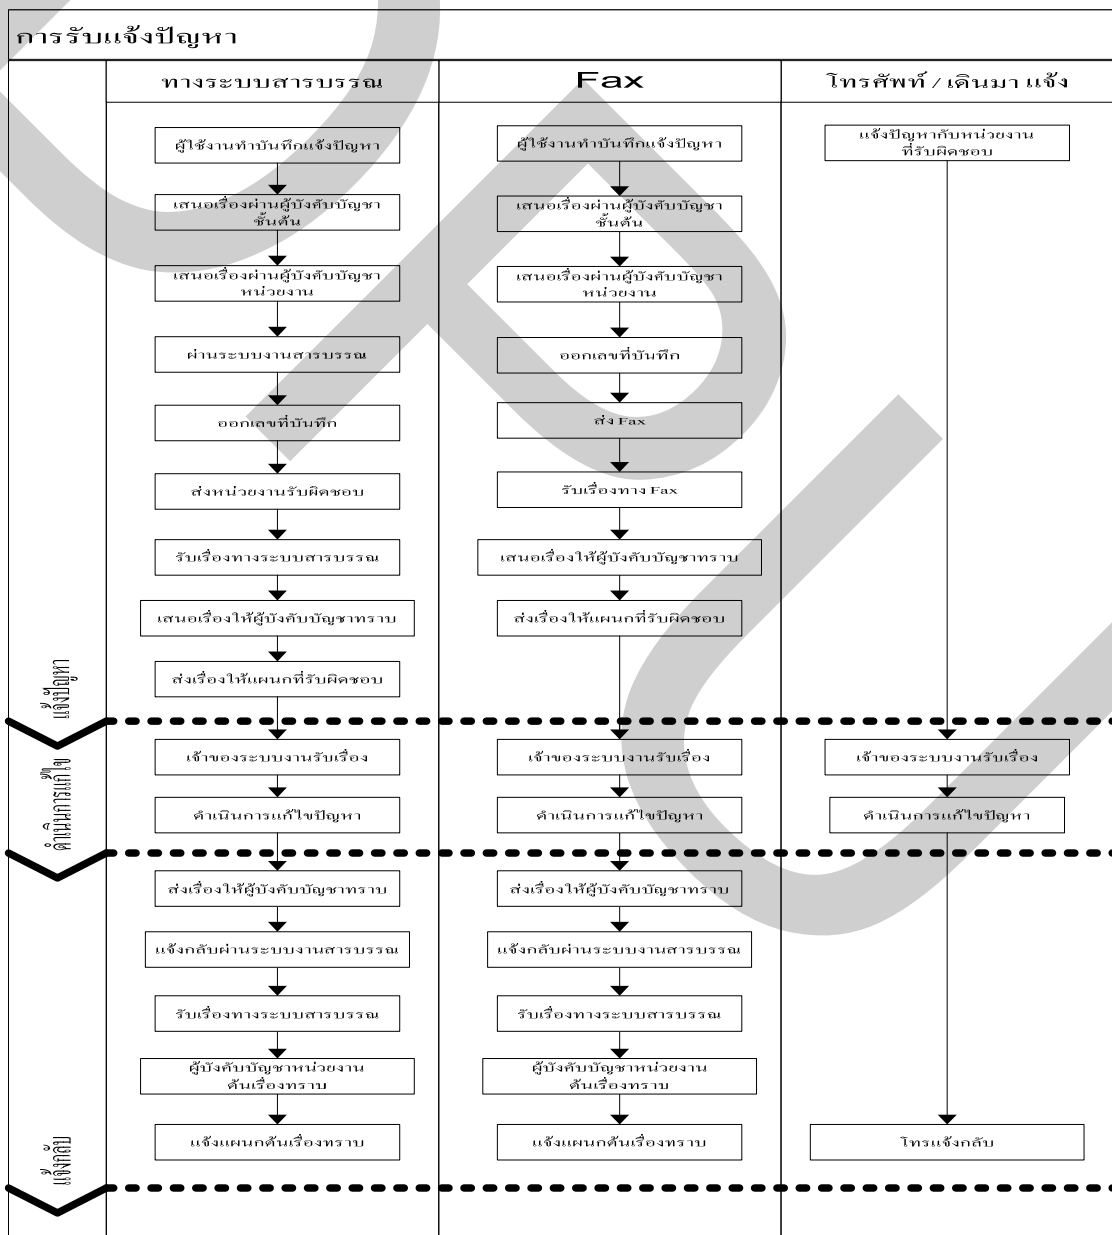 การรับแจ้งปัญหา
ทางระบบสารบรรณ
Fax
โทรศัพท์ / เดินมา แจ้ง
ผู้ใช้งานทำบันทึกแจ้งปัญหา
เสนอเรื่องผ่านผู้บังคับบัญชา
ชั้นต้น
เสนอเรื่องผ่านผู้บังคับบัญชา
หน่วยงาน
ผ่านระบบงานสารบรรณ
ออกเลขที่บันทึก
ส่งหน่วยงานรับผิดชอบ
รับเรื่องทางระบบสารบรรณ
เสนอเรื่องให้ผู้บังคับบัญชาทราบ
ส่งเรื่องให้แผนกที่รับผิดชอบ
ผู้ใช้งานทำบันทึกแจ้งปัญหา
เสนอเรื่องผ่านผู้บังคับบัญชา
ชั้นต้น
เสนอเรื่องผ่านผู้บังคับบัญชา
หน่วยงาน
ออกเลขที่บันทึก
ส่ง Fax
รับเรื่องทาง Fax
เสนอเรื่องให้ผู้บังคับบัญชาทราบ
ส่งเรื่องให้แผนกที่รับผิดชอบ
แจ้งปัญหากับหน่วยงาน
ที่รับผิดชอบ
แจ้งปัญหา
เจ้าของระบบงานรับเรื่อง
ดำเนินการแก้ไขปัญหา
เจ้าของระบบงานรับเรื่อง
ดำเนินการแก้ไขปัญหา
เจ้าของระบบงานรับเรื่อง
ดำเนินการแก้ไขปัญหา
ดำเนินการแก้ไข
ส่งเรื่องให้ผู้บังคับบัญชาทราบ
แจ้งกลับผ่านระบบงานสารบรรณ
รับเรื่องทางระบบสารบรรณ
ผู้บังคับบัญชาหน่วยงาน
ต้นเรื่องทราบ
แจ้งแผนกต้นเรื่องทราบ
ส่งเรื่องให้ผู้บังคับบัญชาทราบ
แจ้งกลับผ่านระบบงานสารบรรณ
รับเรื่องทางระบบสารบรรณ
ผู้บังคับบัญชาหน่วยงาน
ต้นเรื่องทราบ
แจ้งแผนกต้นเรื่องทราบ
โทรแจ้งกลับ
แจ้งกลับ